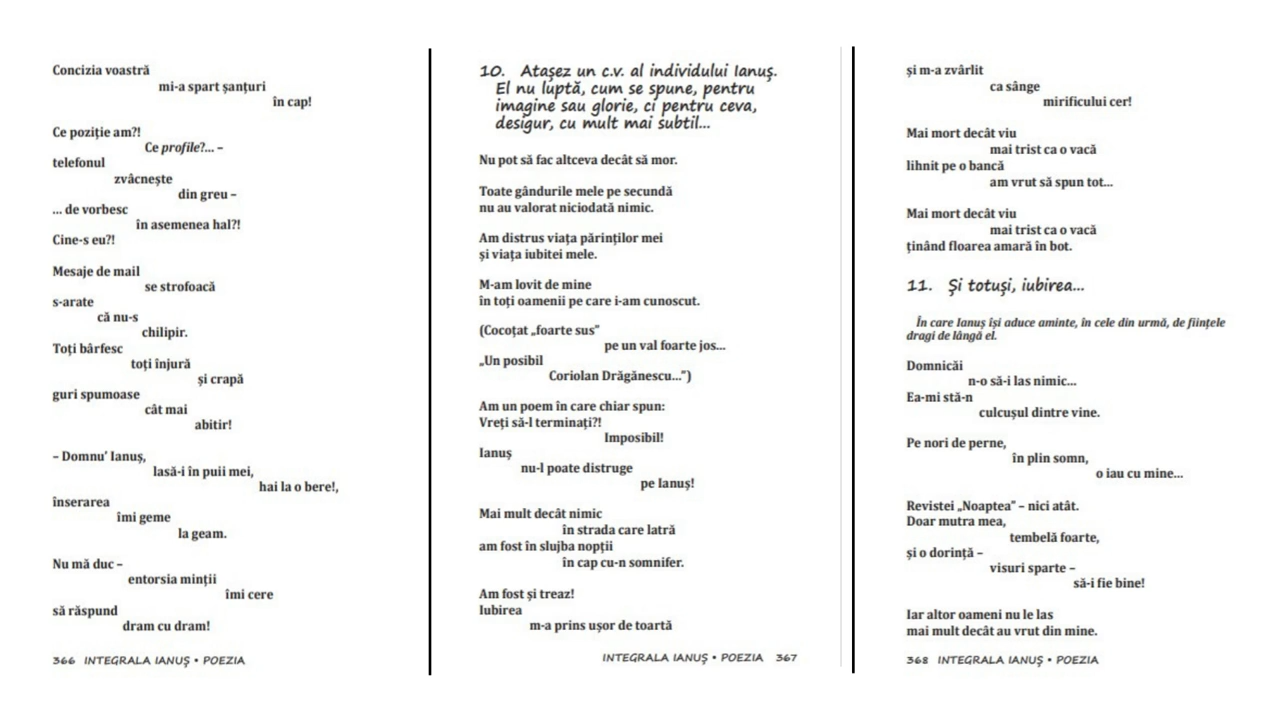 Concizia voastră
mi-a spart șanțuri
în cap!
Ce poziție am?!
Ce profile?... –
telefonul
zvâcnește
din greu –
... de vorbesc
în asemenea hal?!
Cine-s eu?!
Mesaje de mail
se strofoacă
s-arate
că nu-s
chilipir.
Toți bârfesc
toți înjură
și crapă
guri spumoase
cât mai
abitir!
– Domnu’ Ianuș,
lasă-i în puii mei,
hai la o bere!,
înserarea
îmi geme
la geam.
Nu mă duc –
entorsia minții
îmi cere
să răspund
dram cu dram!
366 INTEGRALA IANUȘ • POEZIA
10. Atașez un c.v. al individului Ianuș.
El nu luptă, cum se spune, pentru
imagine sau glorie, ci pentru ceva,
desigur, cu mult mai subtil...
Nu pot să fac altceva decât să mor.
Toate gândurile mele pe secundă
nu au valorat niciodată nimic.
Am distrus viața părinților mei
și viața iubitei mele.
M-am lovit de mine
în toți oamenii pe care i-am cunoscut.
(Cocoțat „foarte sus”
pe un val foarte jos...
„Un posibil
Coriolan Drăgănescu...”)
Am un poem în care chiar spun:
Vreți să-l terminați?!
Imposibil!
Ianuș
nu-l poate distruge
pe Ianuș!
Mai mult decât nimic
în strada care latră
am fost în slujba nopții
în cap cu-n somnifer.
Am fost și treaz!
Iubirea
m-a prins ușor de toartă
INTEGRALA IANUȘ • POEZIA 367
și m-a zvârlit
ca sânge
mirificului cer!
Mai mort decât viu
mai trist ca o vacă
lihnit pe o bancă
am vrut să spun tot...
Mai mort decât viu
mai trist ca o vacă
ținând floarea amară în bot.
11. Și totuși, iubirea...
În care Ianuș își aduce aminte, în cele din urmă, de ființele
dragi de lângă el.
Domnicăi
n-o să-i las nimic...
Ea-mi stă-n
culcușul dintre vine.
Pe nori de perne,
în plin somn,
o iau cu mine...
Revistei „Noaptea” – nici atât.
Doar mutra mea,
tembelă foarte,
și o dorință –
visuri sparte –
să-i fie bine!
Iar altor oameni nu le las
mai mult decât au vrut din mine.
368 INTEGRALA IANUȘ • POEZIA